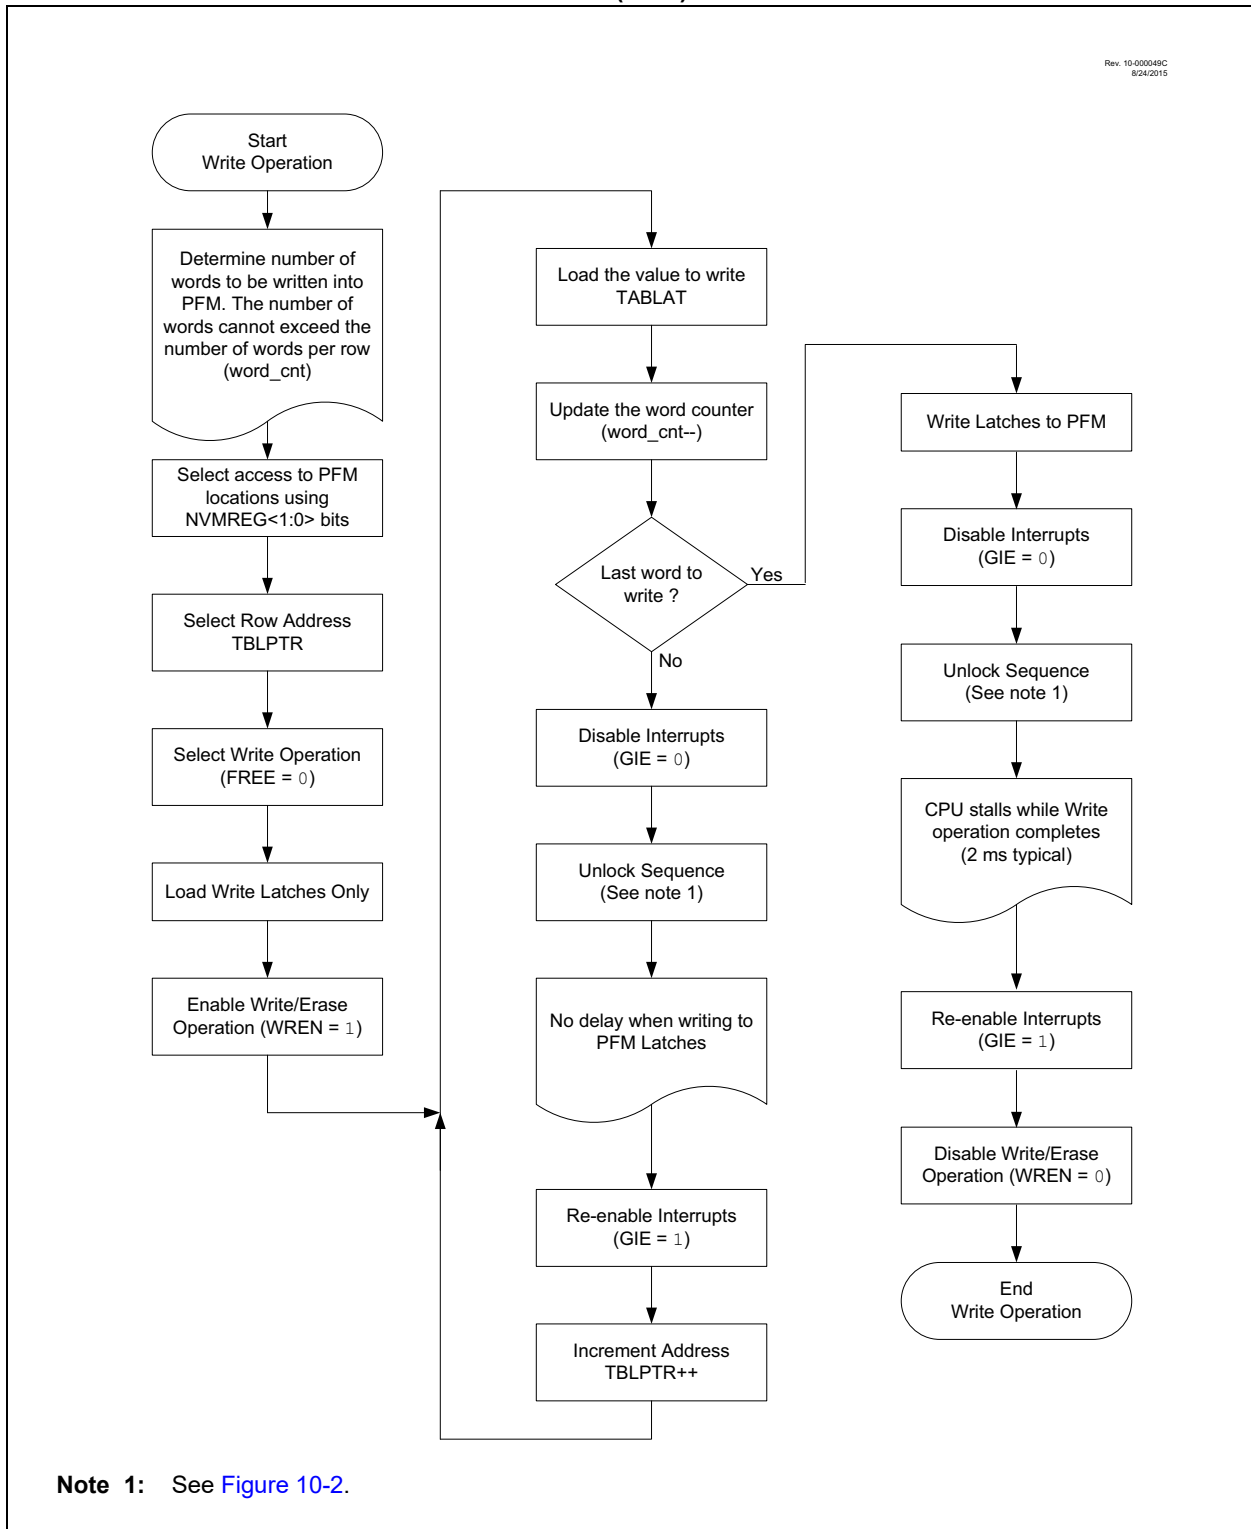 Rev. 10-000049C
8/24/2015
Start
Write Operation
Determine number of
words to be written into
PFM. The number of
words cannot exceed the
number of words per row
(word_cnt)
Select access to PFM
locations using
NVMREG<1:0> bits
Select Row Address
TBLPTR
Select Write Operation
(FREE = 0)
Load Write Latches Only
Enable Write/Erase
Operation (WREN = 1)
Load the value to write
TABLAT
Update the word counter
(word_cnt--)
Last word to
write ?
Yes
No
Disable Interrupts
(GIE = 0)
Unlock Sequence
(See note 1)
No delay when writing to
PFM Latches
Re-enable Interrupts
(GIE = 1)
Increment Address
TBLPTR++
Write Latches to PFM
Disable Interrupts
(GIE = 0)
Unlock Sequence
(See note 1)
CPU stalls while Write
operation completes
(2 ms typical)
Re-enable Interrupts
(GIE = 1)
Disable Write/Erase
Operation (WREN = 0)
End
Write Operation
Note 1: See Figure 10-2.